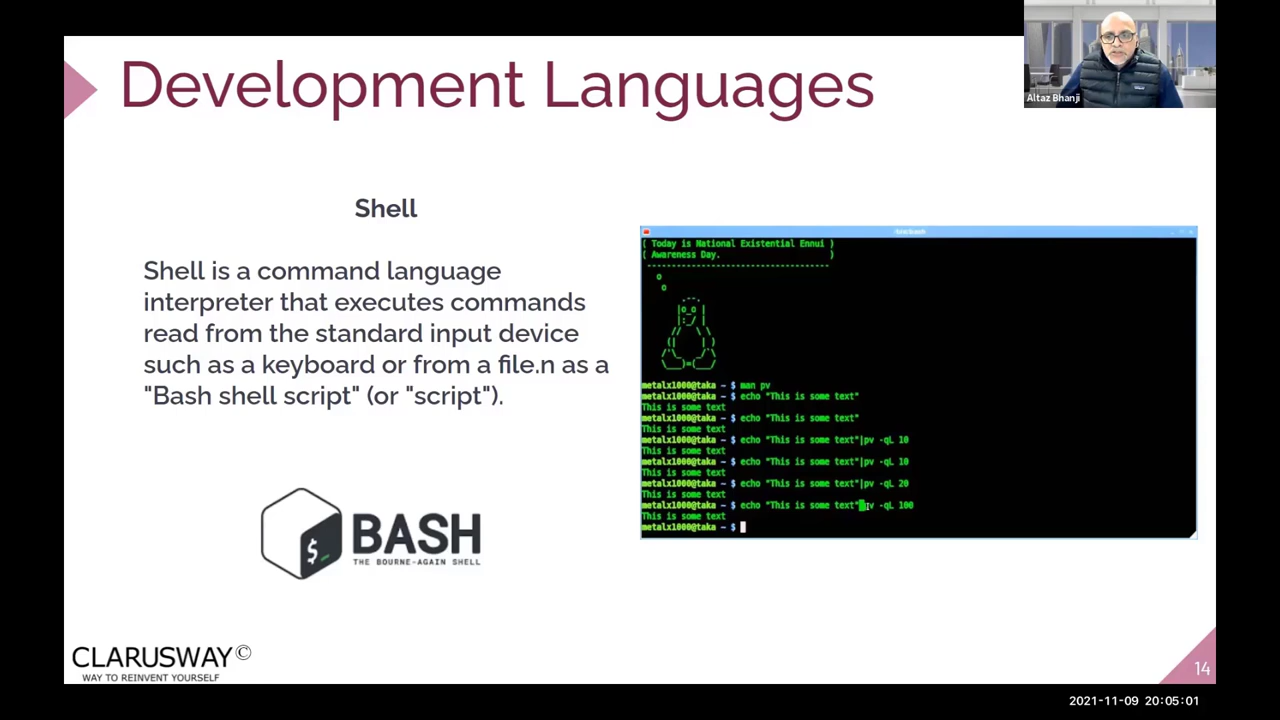 Development Languages
Altaz Bhanji
Shell
Shell is a command language
interpreter that executes commands
read from the standard input device
such as a keyboard or from a file.n as a
"Bash shell script" (or "script").
BASH
THE BOURNE-AGAIN SHELL
( Today is National Existential Ennui )
( Awareness Day. )
metalx1000@taka ~ $ man pv
metalx1000@taka ~ $ echo "This is some text"
This is some text
metalx1000@taka ~ $ echo "This is some text"
This is some text
metalx1000@taka ~ $ echo "This is some text"|pv -qL 10
This is some text
metalx1000@taka ~ $ echo "This is some text"|pv -qL 10
This is some text
metalx1000@taka ~ $ echo "This is some text"|pv -qL 20
This is some text
metalx1000@taka ~ $ echo "This is some text" pv -qL 100
This is some text
metalx1000@taka ~ $
CLARUSWAY©
WAY TO REINVENT YOURSELF
14
2021-11-09 20:05:01